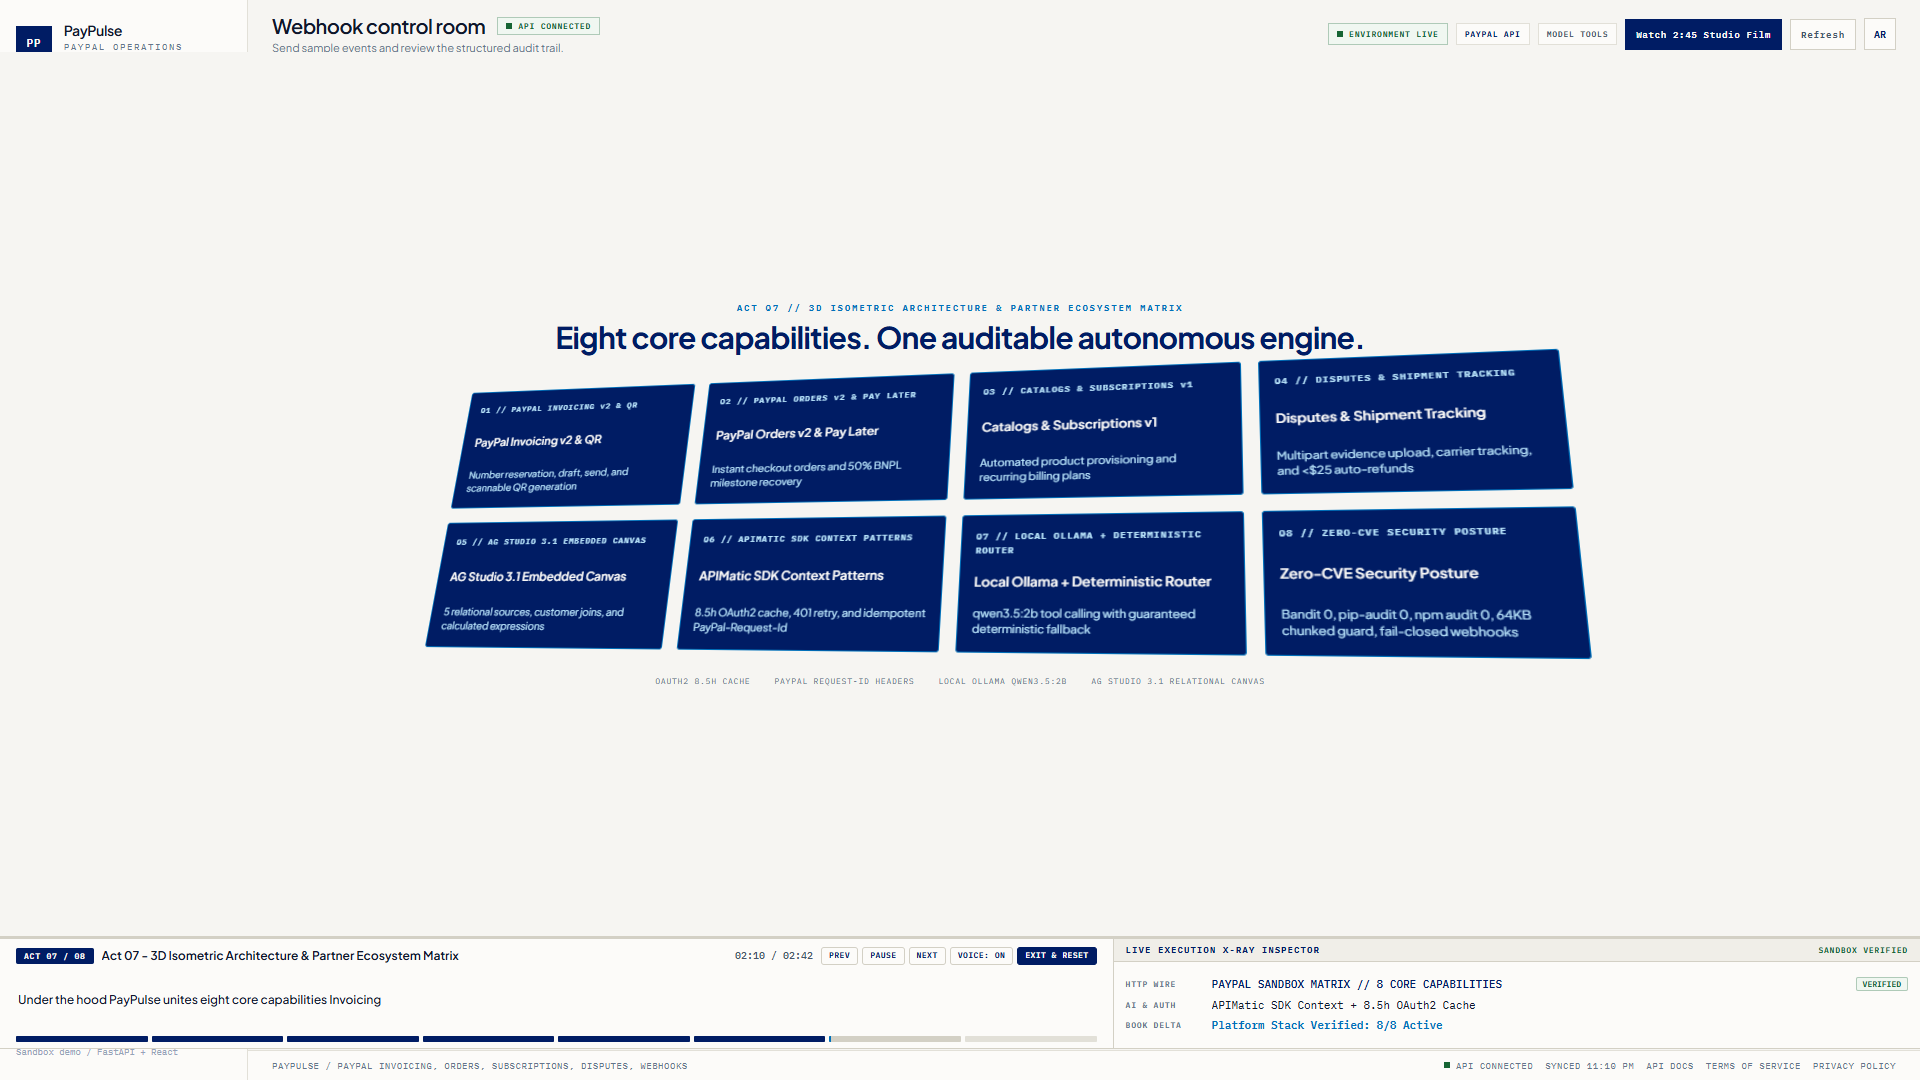 PP
PayPulse
PAYPAL OPERATIONS
Webhook control room
API CONNECTED
Send sample events and review the structured audit trail.
ENVIRONMENT LIVE
PAYPAL API
MODEL TOOLS
Watch 2:45 Studio Film
Refresh
AR
ACT 07 // 3D ISOMETRIC ARCHITECTURE & PARTNER ECOSYSTEM MATRIX
Eight core capabilities. One auditable autonomous engine.
01 // PAYPAL INVOICING v2 & QR
PayPal Invoicing v2 & QR
Number reservation, draft, send, and
scannable QR generation
02 // PAYPAL ORDERS v2 & PAY LATER
PayPal Orders v2 & Pay Later
Instant checkout orders and 50% BNPL
milestone recovery
03 // CATALOGS & SUBSCRIPTIONS v1
Catalogs & Subscriptions v1
Automated product provisioning and
recurring billing plans
04 // DISPUTES & SHIPMENT TRACKING
Disputes & Shipment Tracking
Multipart evidence upload, carrier tracking,
and <$25 auto-refunds
05 // AG STUDIO 3.1 EMBEDDED CANVAS
AG Studio 3.1 Embedded Canvas
5 relational sources, customer joins, and
calculated expressions
06 // APIMATIC SDK CONTEXT PATTERNS
APIMatic SDK Context Patterns
8.5h OAuth2 cache, 401 retry, and idempotent
PayPal-Request-Id
07 // LOCAL OLLAMA + DETERMINISTIC
ROUTER
Local Ollama + Deterministic Router
qwen3.5:2b tool calling with guaranteed
deterministic fallback
08 // ZERO-CVE SECURITY POSTURE
Zero-CVE Security Posture
Bandit 0, pip-audit 0, npm audit 0, 64KB
chunked guard, fail-closed webhooks
OAUTH2 8.5H CACHE
PAYPAL REQUEST-ID HEADERS
LOCAL OLLAMA QWEN3.5:2B
AG STUDIO 3.1 RELATIONAL CANVAS
ACT 07 / 08
Act 07 - 3D Isometric Architecture & Partner Ecosystem Matrix
02:10 / 02:42
PREV
PAUSE
NEXT
VOICE: ON
EXIT & RESET
Under the hood PayPulse unites eight core capabilities Invoicing
LIVE EXECUTION X-RAY INSPECTOR
SANDBOX VERIFIED
HTTP WIRE
PAYPAL SANDBOX MATRIX // 8 CORE CAPABILITIES
VERIFIED
AI & AUTH
APIMatic SDK Context + 8.5h OAuth2 Cache
BOOK DELTA
Platform Stack Verified: 8/8 Active
Sandbox demo / FastAPI + React
PAYPULSE / PAYPAL INVOICING, ORDERS, SUBSCRIPTIONS, DISPUTES, WEBHOOKS
API CONNECTED
SYNCED 11:10 PM
API DOCS
TERMS OF SERVICE
PRIVACY POLICY